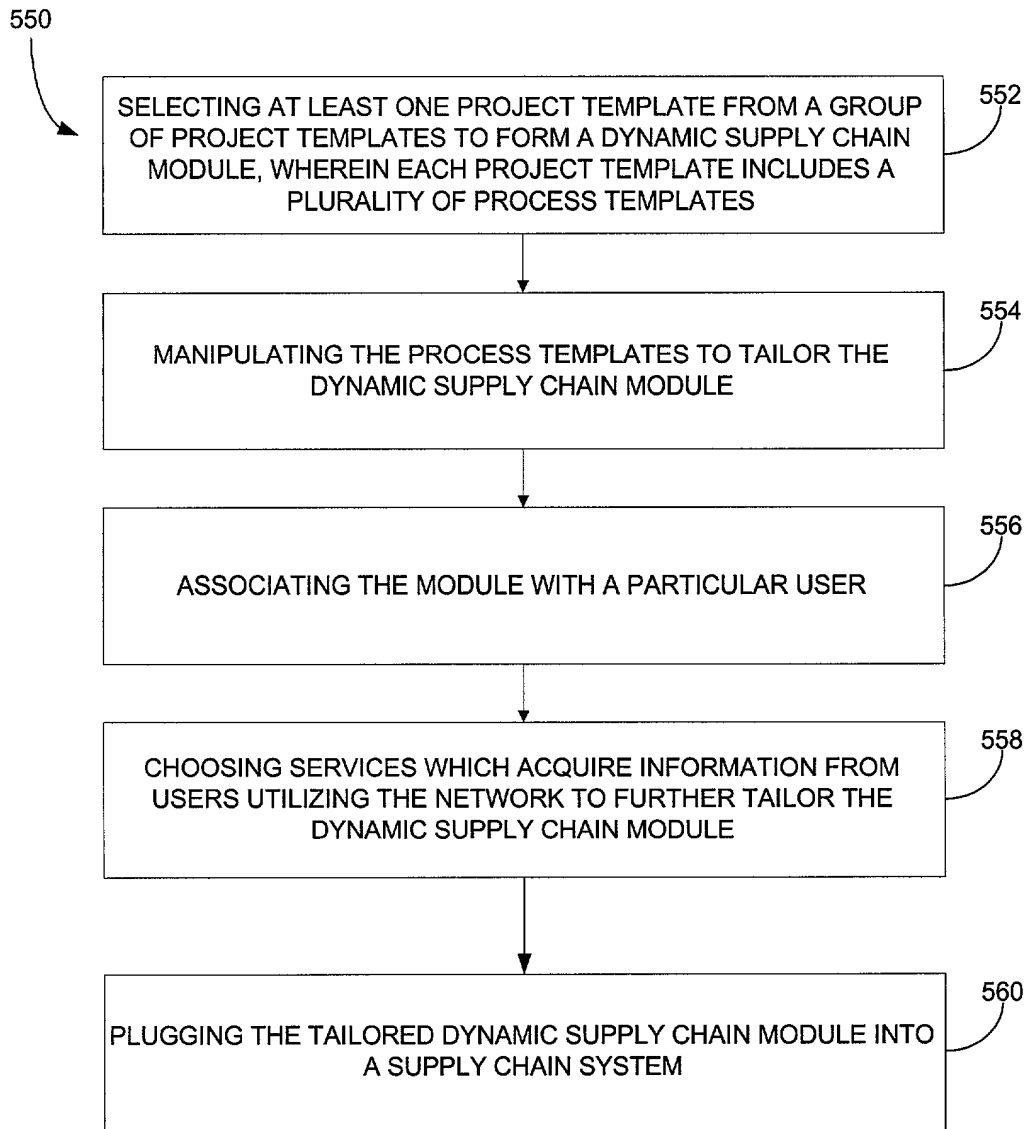 550
SELECTING AT LEAST ONE PROJECT TEMPLATE FROM A GROUP
OF PROJECT TEMPLATES TO FORM A DYNAMIC SUPPLY CHAIN
MODULE, WHEREIN EACH PROJECT TEMPLATE INCLUDES A
PLURALITY OF PROCESS TEMPLATES
552
MANIPULATING THE PROCESS TEMPLATES TO TAILOR THE
DYNAMIC SUPPLY CHAIN MODULE
554
ASSOCIATING THE MODULE WITH A PARTICULAR USER
556
CHOOSING SERVICES WHICH ACQUIRE INFORMATION FROM
USERS UTILIZING THE NETWORK TO FURTHER TAILOR THE
DYNAMIC SUPPLY CHAIN MODULE
558
PLUGGING THE TAILORED DYNAMIC SUPPLY CHAIN MODULE INTO
A SUPPLY CHAIN SYSTEM
560